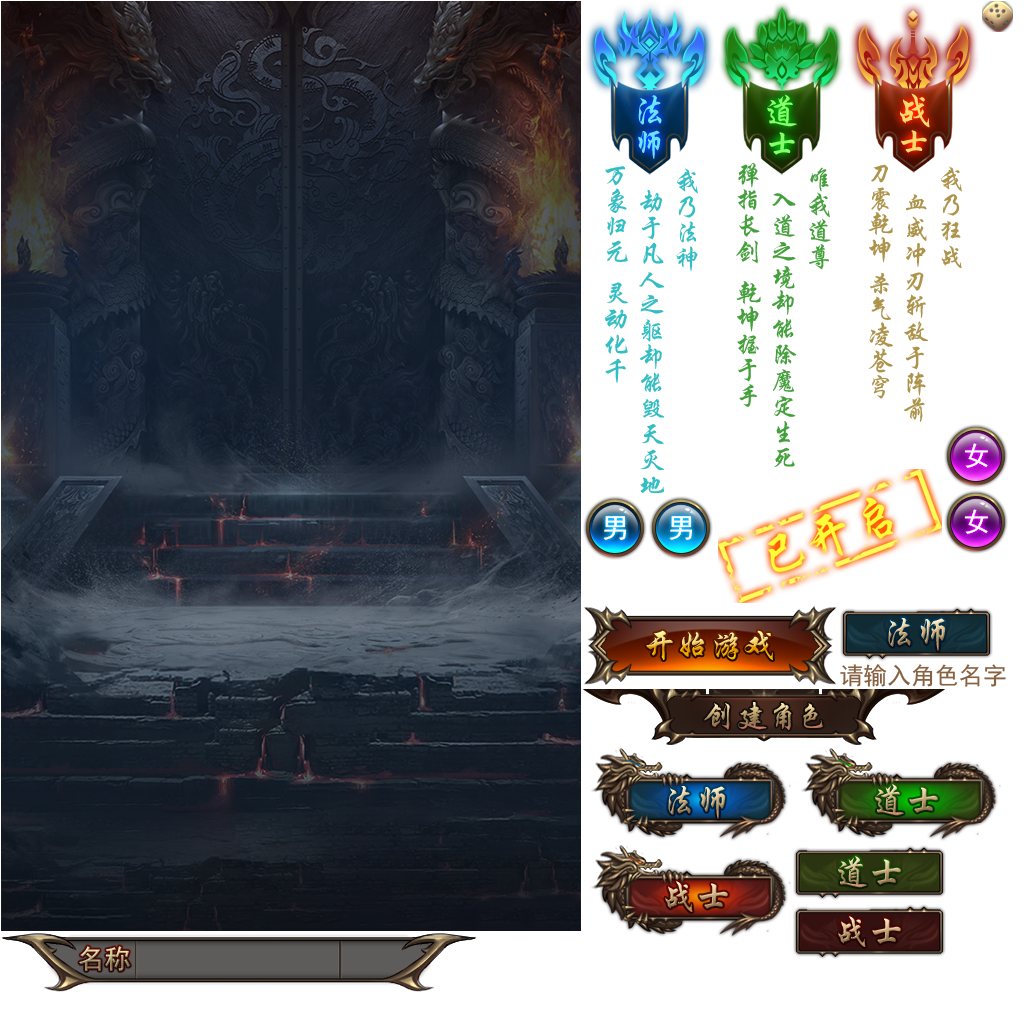 法师
道士
战士
我乃法神
劫于凡人之躯却能毁天灭地
万象归元 灵动化千
唯我道尊
入道之境却能除魔定生死
弹指长剑 乾坤握于手
我乃狂战
血威冲刃斩敌于阵前
刀震乾坤 杀气凌苍穹
女
男
男
已开启
女
开始游戏
法师
请输入角色名字
创建角色
法师
道士
战士
道士
战士
名称